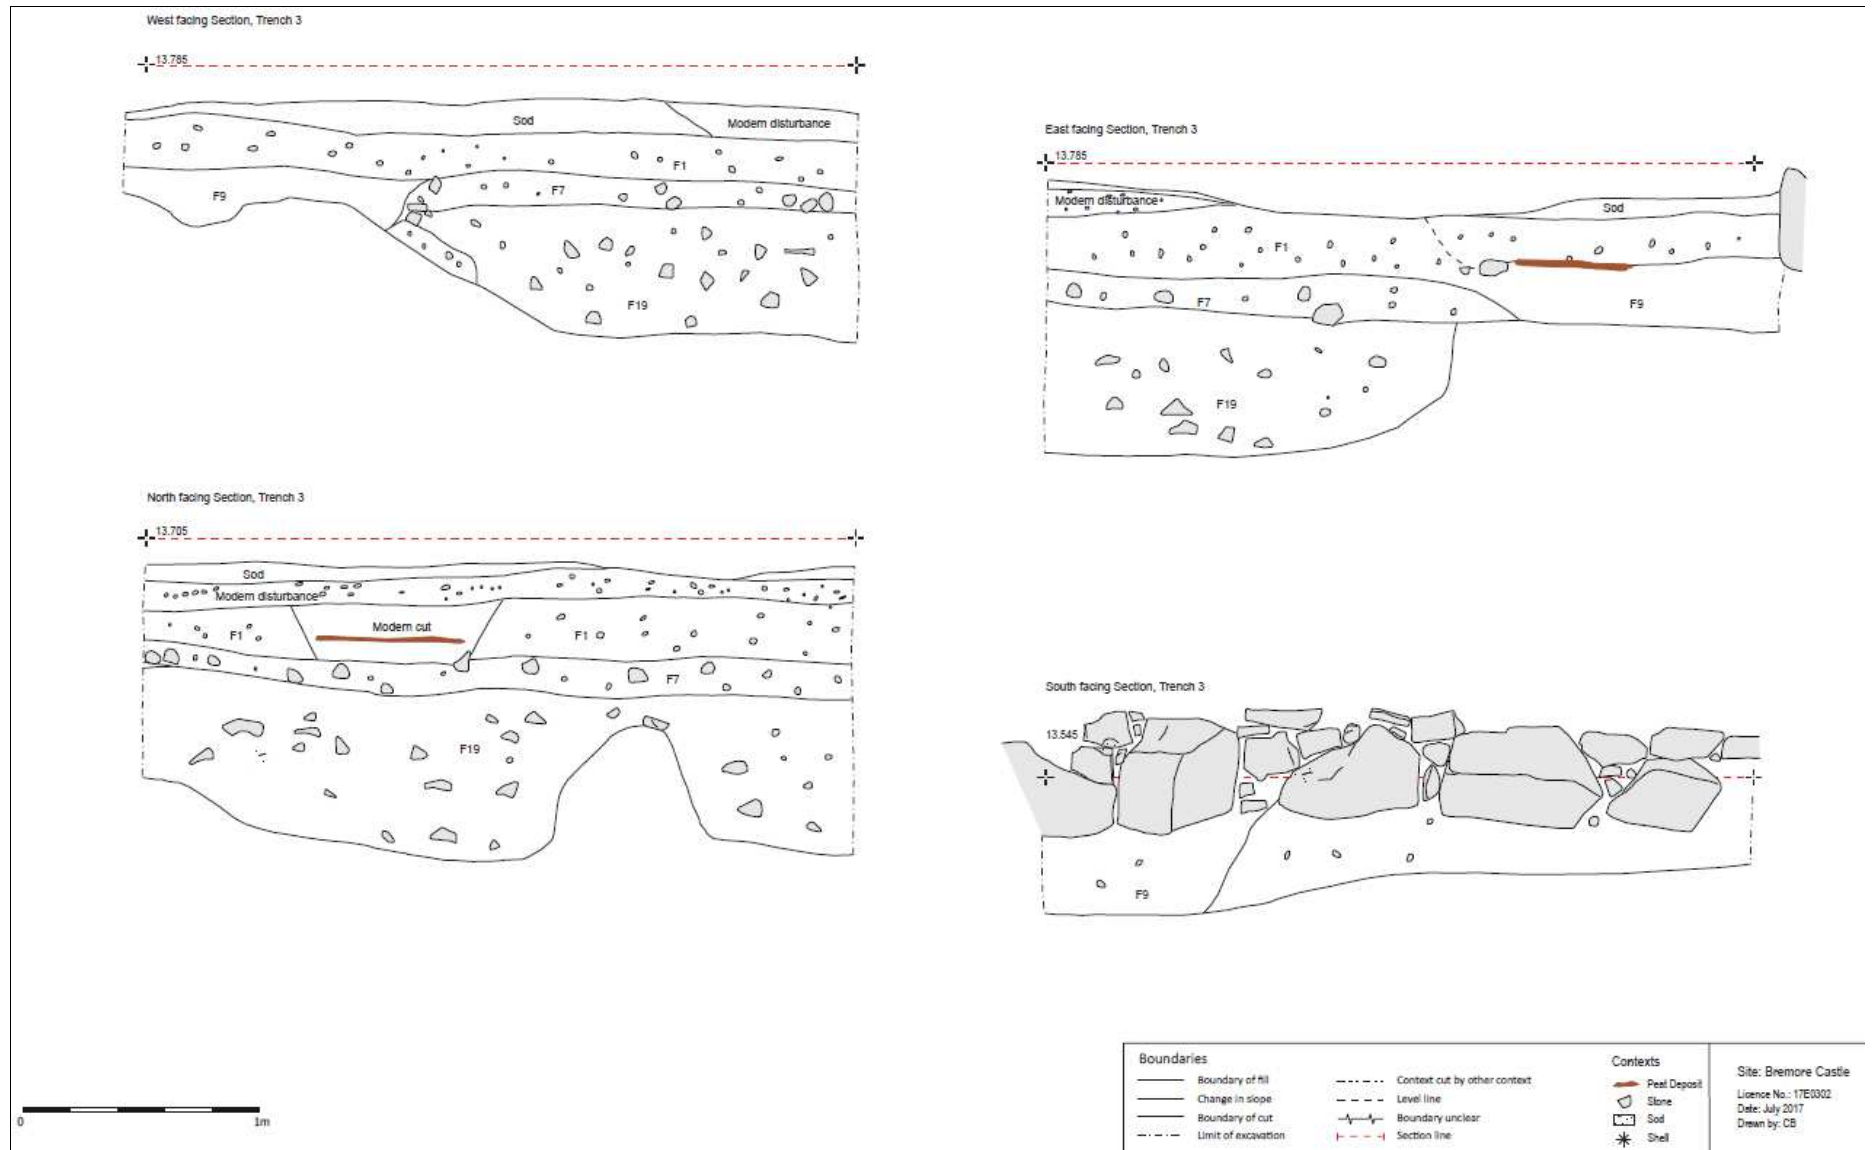 West facing Section, Trench 3
13.785
Sod
Modern disturbance
F1
F7
F9
F19
East facing Section, Trench 3
13.785
Modern disturbance
Sod
F1
F7
F9
F19
North facing Section, Trench 3
13.705
Sod
Modern disturbance
Modern cut
F1
F1
F7
F19
South facing Section, Trench 3
13.545
F9
0
1m
Boundaries
Boundary of fill
Change in slope
Boundary of cut
Limit of excavation
Context cut by other context
Level line
Boundary unclear
Section line
Contexts
Peat Deposit
Stone
Sod
Shell
Site: Bremore Castle
Licence No.: 17E0302
Date: July 2017
Drawn by: CB